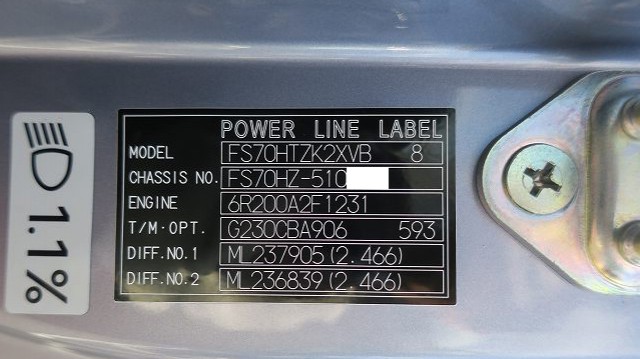 POWER LINE LABEL
MODEL FS70HTZK2XVB 8
CHASSIS NO. FS70HZ-510
ENGINE 6R200A2F1231
T/M·OPT. G230CBA906 593
DIFF.NO.1 ML237905(2.466)
DIFF.NO.2 ML236839(2.466)
1.1%